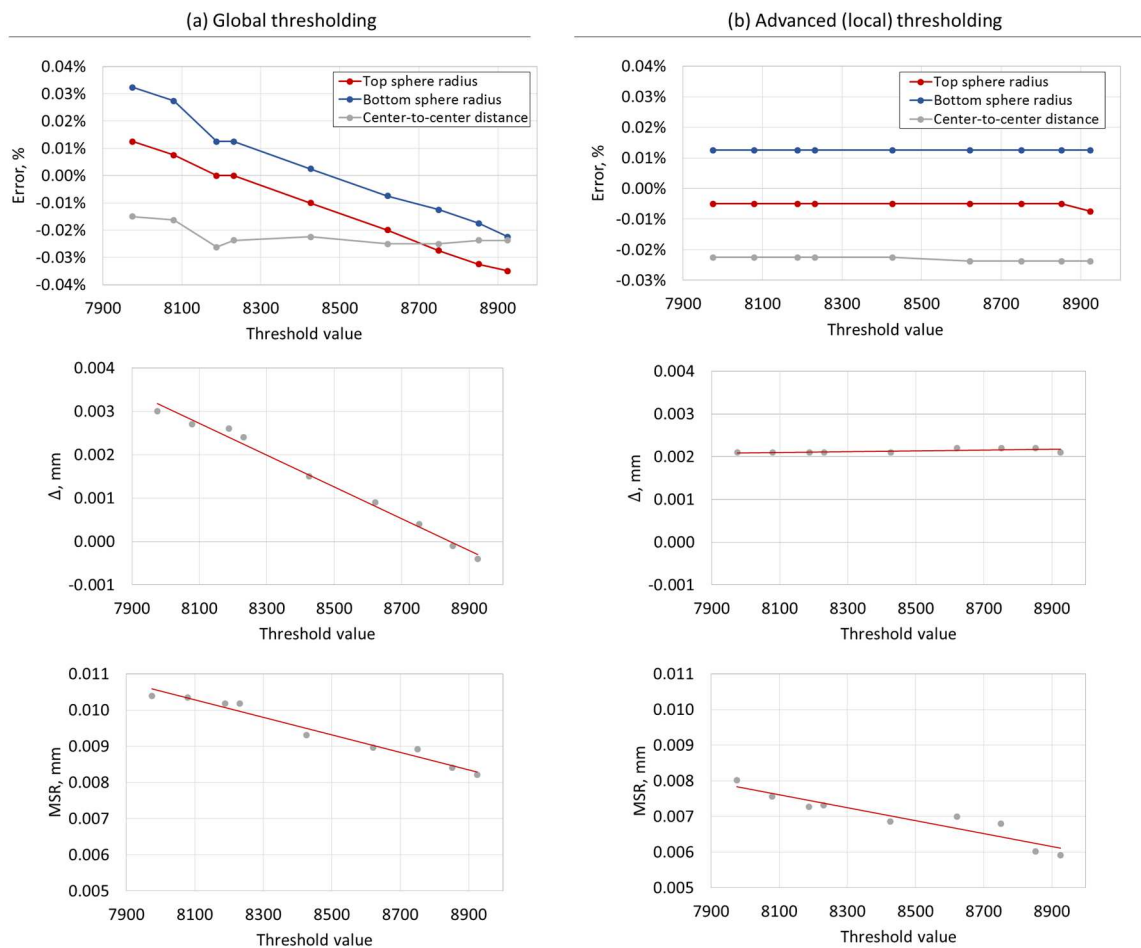 (a) Global thresholding
0.04%
0.03%
0.02%
0.01%
0.00%
-0.01%
-0.02%
-0.03%
-0.04%
Error, %
Top sphere radius
Bottom sphere radius
Center-to-center distance
7900 8100 8300 8500 8700 8900
Threshold value
0.004
0.003
0.002
0.001
0.000
-0.001
Δ, mm
7900 8100 8300 8500 8700 8900
Threshold value
0.011
0.010
0.009
0.008
0.007
0.006
0.005
MSR, mm
7900 8100 8300 8500 8700 8900
Threshold value
(b) Advanced (local) thresholding
0.04%
0.03%
0.02%
0.01%
0.00%
-0.01%
-0.02%
-0.03%
Error, %
Top sphere radius
Bottom sphere radius
Center-to-center distance
7900 8100 8300 8500 8700 8900
Threshold value
0.004
0.003
0.002
0.001
0.000
-0.001
Δ, mm
7900 8100 8300 8500 8700 8900
Threshold value
0.011
0.010
0.009
0.008
0.007
0.006
0.005
MSR, mm
7900 8100 8300 8500 8700 8900
Threshold value